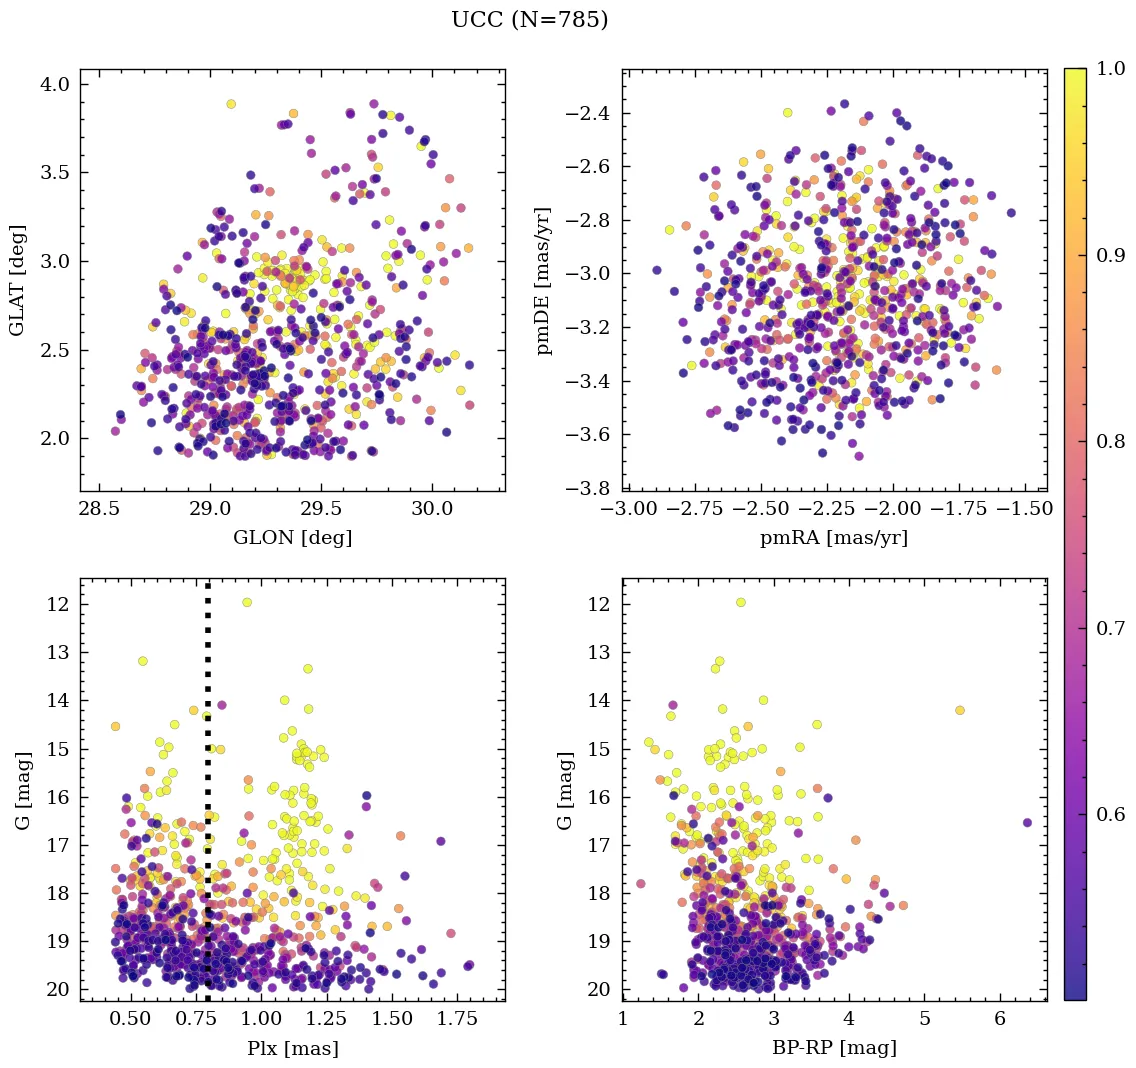 UCC (N=785)
4.0
3.5
3.0
2.5
2.0
GLAT [deg]
28.5 29.0 29.5 30.0
GLON [deg]
−2.4
−2.6
−2.8
−3.0
−3.2
−3.4
−3.6
−3.8
pmDE [mas/yr]
−3.00 −2.75 −2.50 −2.25 −2.00 −1.75 −1.50
pmRA [mas/yr]
1.0
0.9
0.8
0.7
0.6
12
13
14
15
16
17
18
19
20
G [mag]
0.50 0.75 1.00 1.25 1.50 1.75
Plx [mas]
12
13
14
15
16
17
18
19
20
G [mag]
1 2 3 4 5 6
BP-RP [mag]